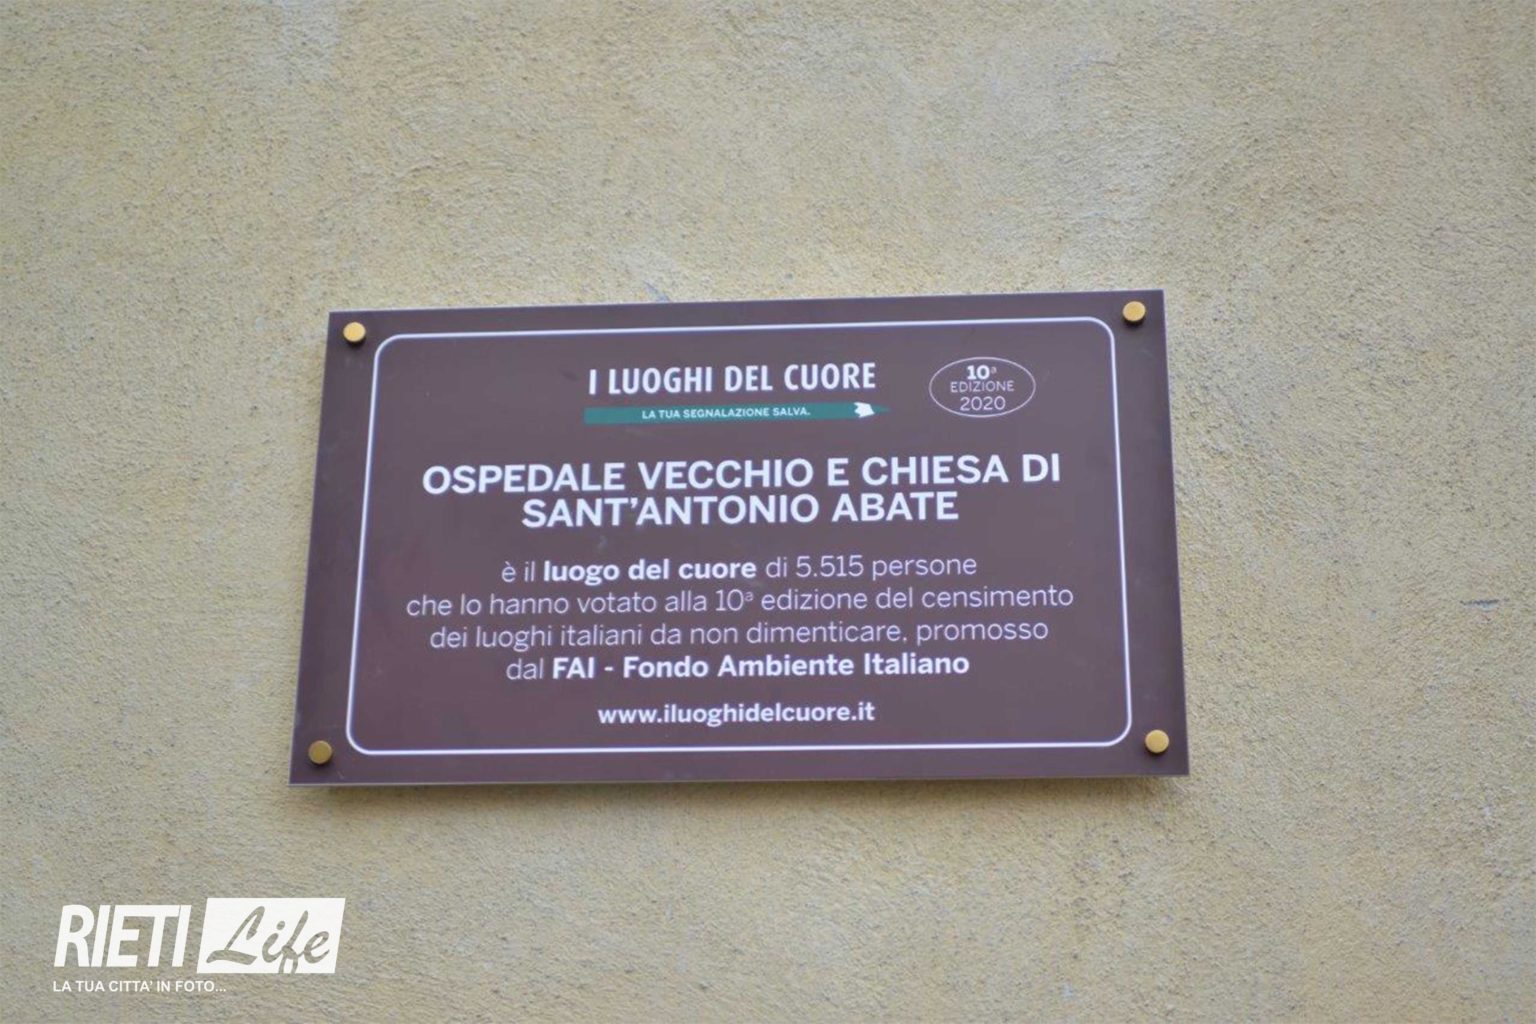 I LUOGHI DEL CUORE
LA TUA SEGNALAZIONE SALVA.
10ª
EDIZIONE
2020
OSPEDALE VECCHIO E CHIESA DI
SANT'ANTONIO ABATE
è il luogo del cuore di 5.515 persone
che lo hanno votato alla 10ª edizione del censimento
dei luoghi italiani da non dimenticare, promosso
dal FAI - Fondo Ambiente Italiano
www.iluoghidelcuore.it
RIETI Life
LA TUA CITTA' IN FOTO...